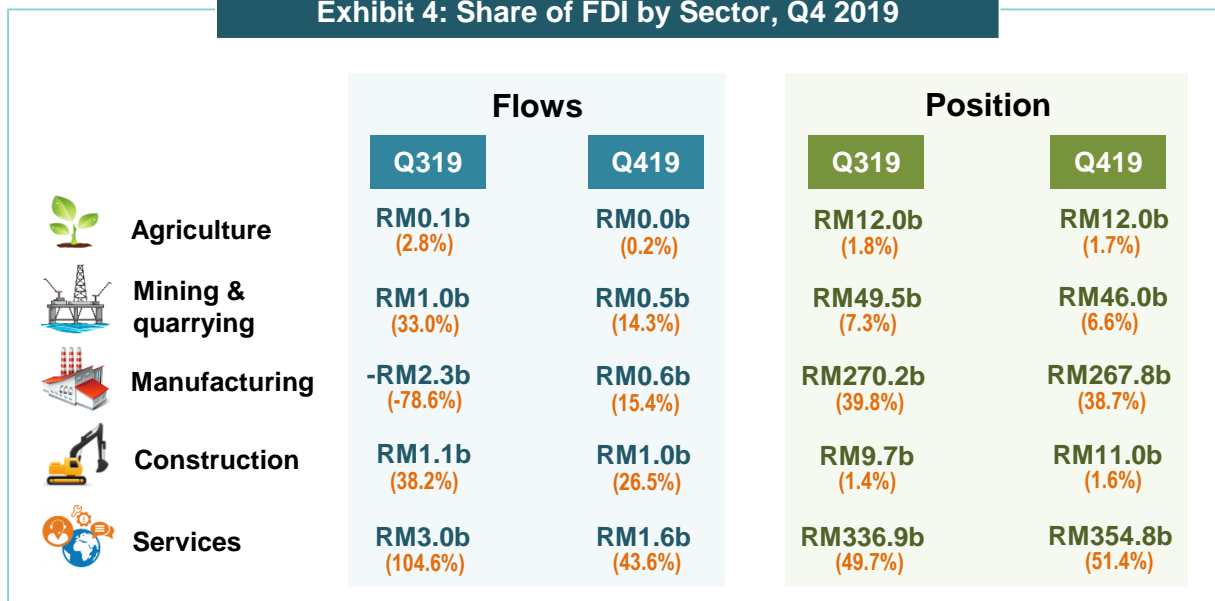 Exhibit 4: Share of FDI by Sector, Q4 2019
Flows
Position
Q319
Q419
Q319
Q419
Agriculture
RM0.1b
(2.8%)
RM0.0b
(0.2%)
RM12.0b
(1.8%)
RM12.0b
(1.7%)
Mining &
quarrying
RM1.0b
(33.0%)
RM0.5b
(14.3%)
RM49.5b
(7.3%)
RM46.0b
(6.6%)
Manufacturing
-RM2.3b
(-78.6%)
RM0.6b
(15.4%)
RM270.2b
(39.8%)
RM267.8b
(38.7%)
Construction
RM1.1b
(38.2%)
RM1.0b
(26.5%)
RM9.7b
(1.4%)
RM11.0b
(1.6%)
Services
RM3.0b
(104.6%)
RM1.6b
(43.6%)
RM336.9b
(49.7%)
RM354.8b
(51.4%)